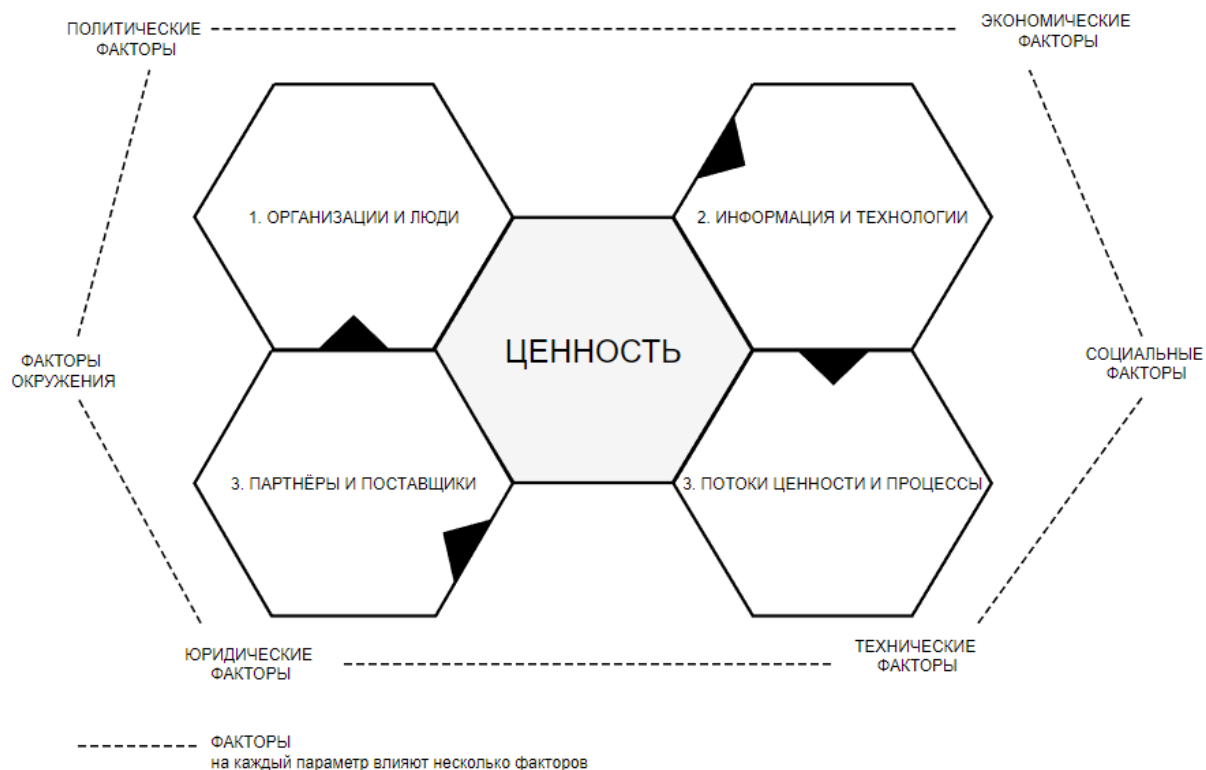 ПОЛИТИЧЕСКИЕ
ФАКТОРЫ
ЭКОНОМИЧЕСКИЕ
ФАКТОРЫ
1. ОРГАНИЗАЦИИ И ЛЮДИ
2. ИНФОРМАЦИЯ И ТЕХНОЛОГИИ
ЦЕННОСТЬ
ФАКТОРЫ
ОКРУЖЕНИЯ
СОЦИАЛЬНЫЕ
ФАКТОРЫ
3. ПАРТНЁРЫ И ПОСТАВЩИКИ
3. ПОТОКИ ЦЕННОСТИ И ПРОЦЕССЫ
ЮРИДИЧЕСКИЕ
ФАКТОРЫ
ТЕХНИЧЕСКИЕ
ФАКТОРЫ
ФАКТОРЫ
на каждый параметр влияют несколько факторов